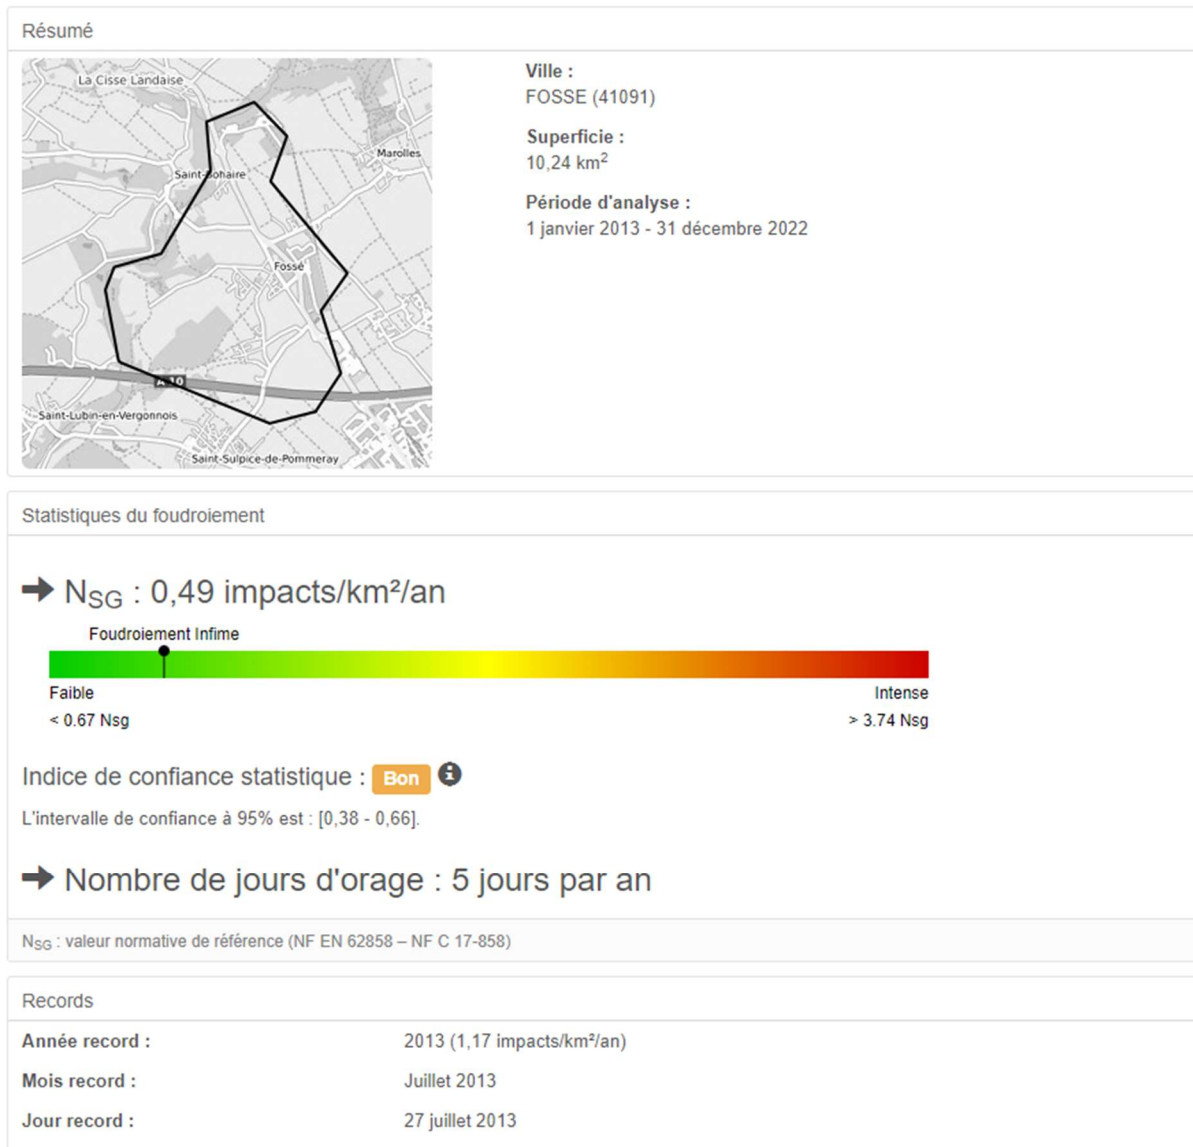 Résumé
La Cisse Landaise
Marolles
Saint-Bohaire
Fossé
A 10
Saint-Lubin-en-Vergonnois
Saint-Sulpice-de-Pommeray
Ville :
FOSSE (41091)
Superficie :
10,24 km²
Période d'analyse :
1 janvier 2013 - 31 décembre 2022
Statistiques du foudroiement
NSG : 0,49 impacts/km²/an
Foudroiement Infime
Faible
Intense
< 0.67 Nsg
> 3.74 Nsg
Indice de confiance statistique : Bon
L'intervalle de confiance à 95% est : [0,38 - 0,66].
Nombre de jours d'orage : 5 jours par an
NSG : valeur normative de référence (NF EN 62858 – NF C 17-858)
Records
Année record :
2013 (1,17 impacts/km²/an)
Mois record :
Juillet 2013
Jour record :
27 juillet 2013